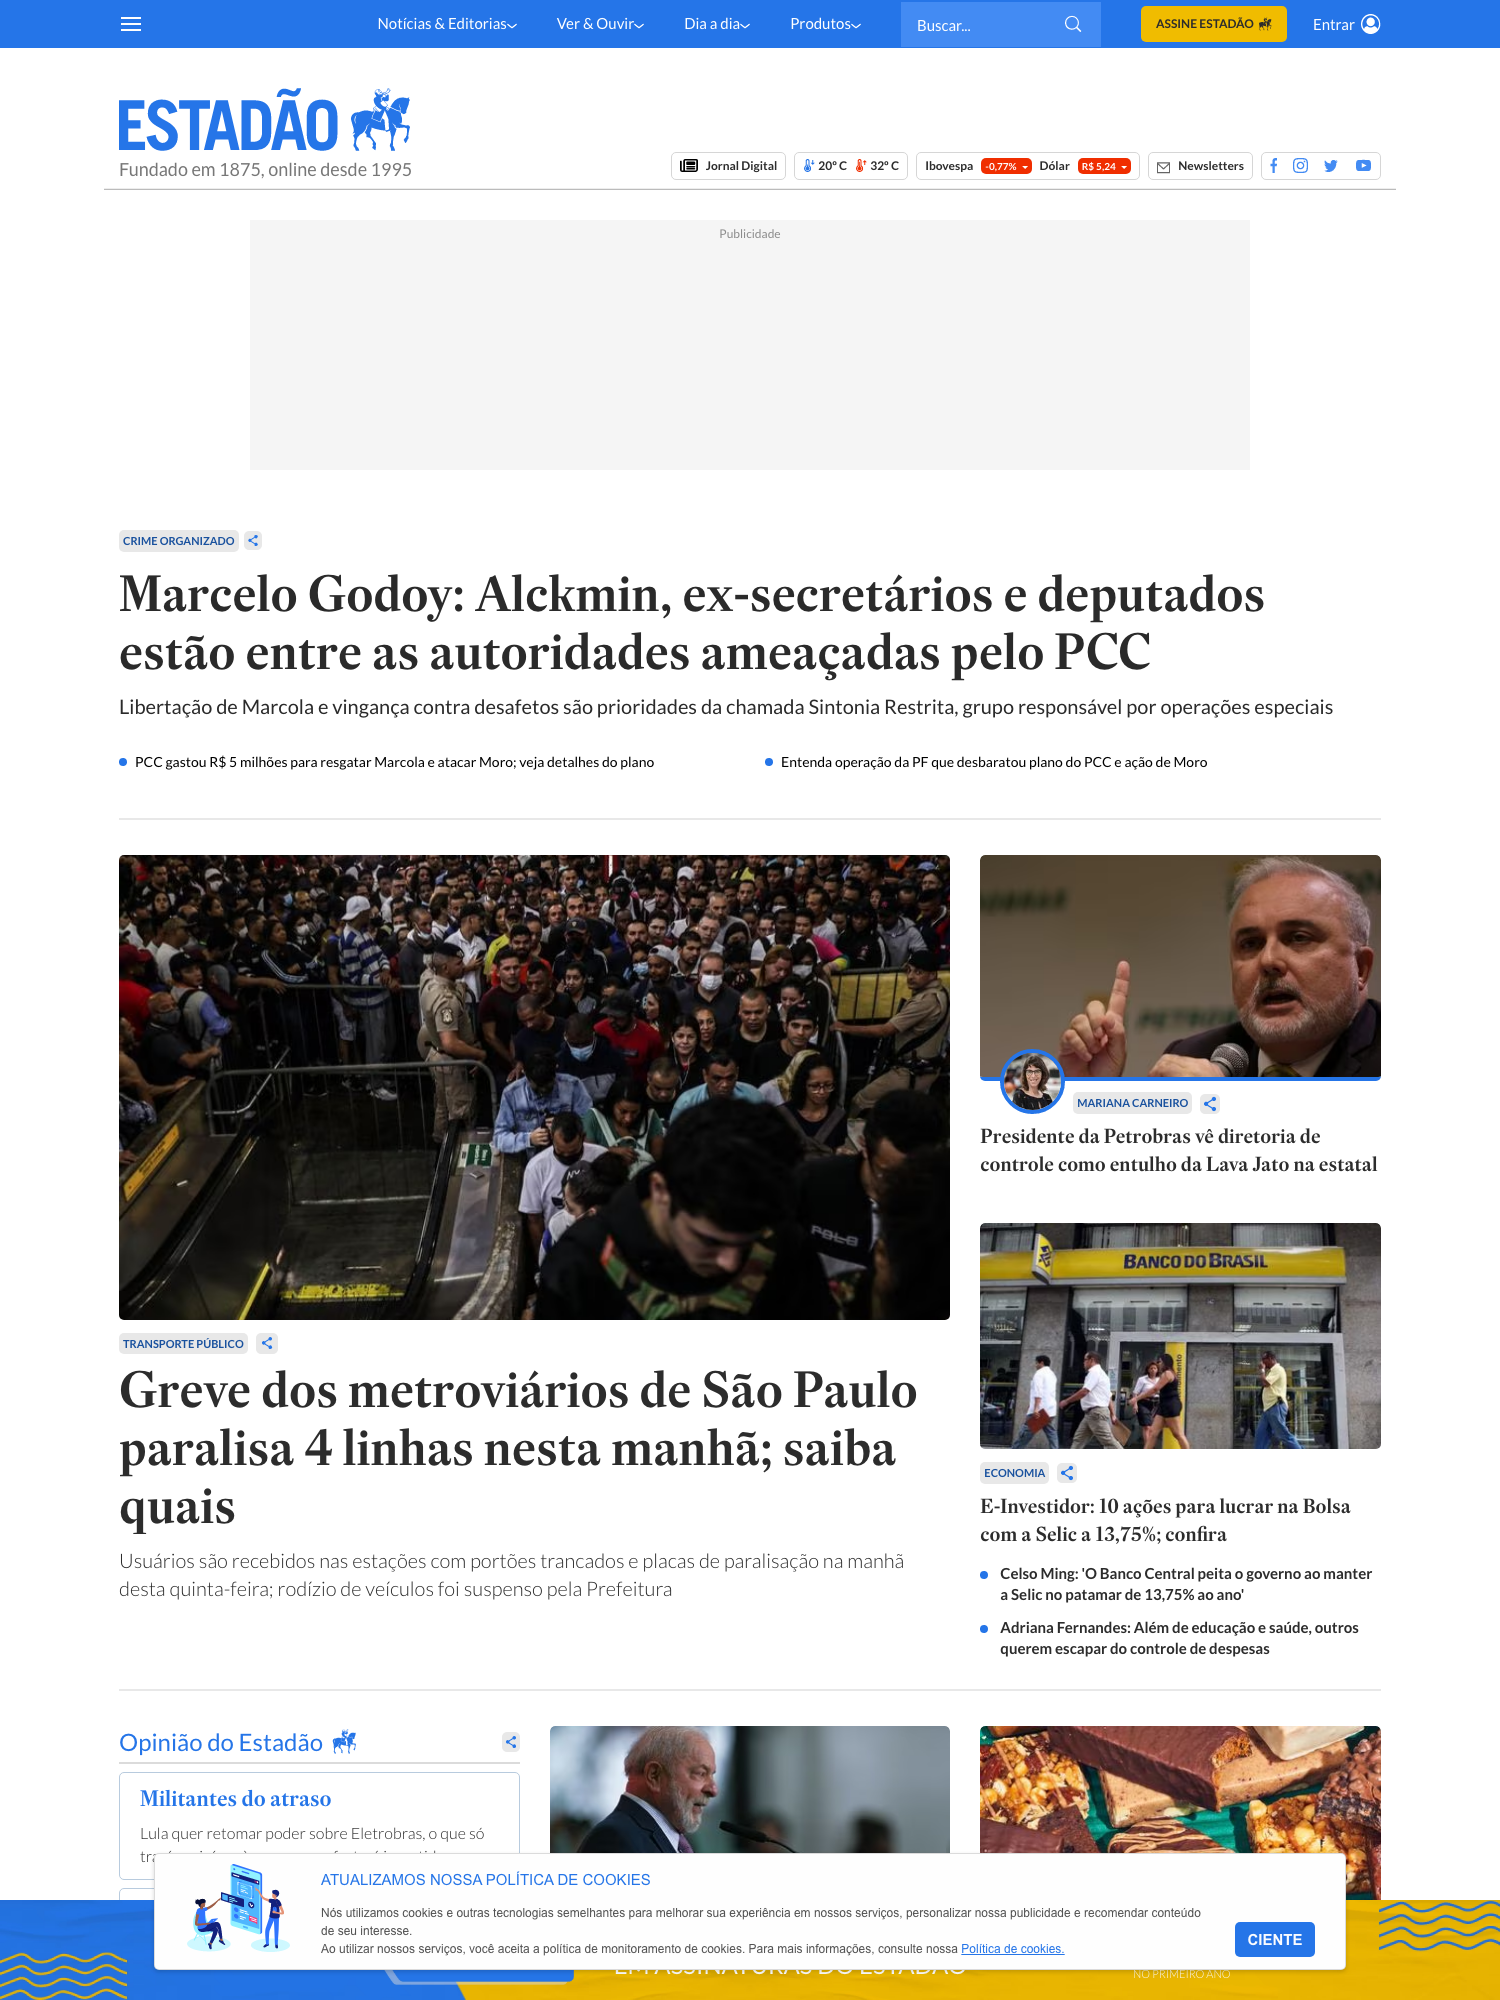 Notícias & Editorias
Ver & Ouvir
Dia a dia
Produtos
Buscar...
ASSINE ESTADÃO
Entrar
ESTADÃO
Fundado em 1875, online desde 1995
Jornal Digital
20º C
32º C
Ibovespa
-0,77%
Dólar
R$ 5,24
Newsletters
Publicidade
CRIME ORGANIZADO
Marcelo Godoy: Alckmin, ex-secretários e deputados
estão entre as autoridades ameaçadas pelo PCC
Libertação de Marcola e vingança contra desafetos são prioridades da chamada Sintonia Restrita, grupo responsável por operações especiais
PCC gastou R$ 5 milhões para resgatar Marcola e atacar Moro; veja detalhes do plano
Entenda operação da PF que desbaratou plano do PCC e ação de Moro
POLO
TRANSPORTE PÚBLICO
Greve dos metroviários de São Paulo
paralisa 4 linhas nesta manhã; saiba
quais
Usuários são recebidos nas estações com portões trancados e placas de paralisação na manhã
desta quinta-feira; rodízio de veículos foi suspenso pela Prefeitura
MARIANA CARNEIRO
Presidente da Petrobras vê diretoria de
controle como entulho da Lava Jato na estatal
BANCO DO BRASIL
ECONOMIA
E-Investidor: 10 ações para lucrar na Bolsa
com a Selic a 13,75%; confira
Celso Ming: 'O Banco Central peita o governo ao manter
a Selic no patamar de 13,75% ao ano'
Adriana Fernandes: Além de educação e saúde, outros
querem escapar do controle de despesas
Opinião do Estadão
Militantes do atraso
Lula quer retomar poder sobre Eletrobras, o que só
ATUALIZAMOS NOSSA POLÍTICA DE COOKIES
Nós utilizamos cookies e outras tecnologias semelhantes para melhorar sua experiência em nossos serviços, personalizar nossa publicidade e recomendar conteúdo
de seu interesse.
Ao utilizar nossos serviços, você aceita a política de monitoramento de cookies. Para mais informações, consulte nossa Política de cookies.
CIENTE
EM ASSINATURAS DO ESTADÃO
NO PRIMEIRO ANO